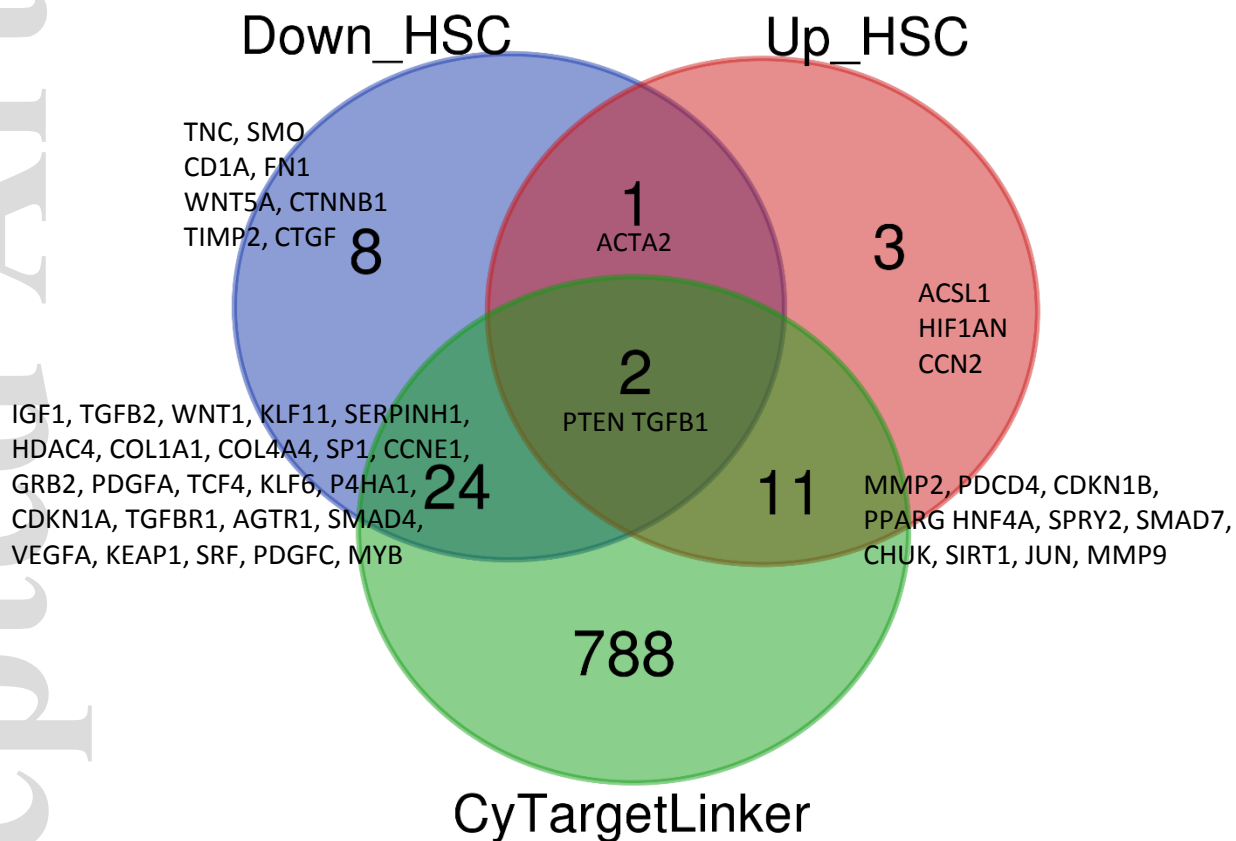 Down_HSC
Up_HSC
TNC, SMO
CD1A, FN1
WNT5A, CTNNB1
TIMP2, CTGF
8
1
ACTA2
3
ACSL1
HIF1AN
CCN2
2
PTEN TGFB1
IGF1, TGFB2, WNT1, KLF11, SERPINH1,
HDAC4, COL1A1, COL4A4, SP1, CCNE1,
GRB2, PDGFA, TCF4, KLF6, P4HA1,
CDKN1A, TGFBR1, AGTR1, SMAD4,
VEGFA, KEAP1, SRF, PDGFC, MYB
24
11
MMP2, PDCD4, CDKN1B,
PPARG HNF4A, SPRY2, SMAD7,
CHUK, SIRT1, JUN, MMP9
788
CyTargetLinker